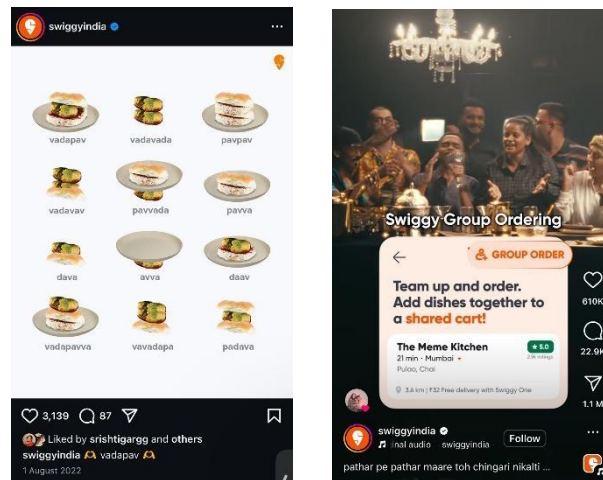 swiggyindia
vadapav vadavada pavpav
vadavav pavvada pavva
dava avva daav
vadapavva vavadapa padava
3,139 87
Liked by srishtigargg and others
swiggyindia 🫶 vadapav 🫶
1 August 2022
Swiggy Group Ordering
GROUP ORDER
Team up and order.
Add dishes together to
a shared cart!
The Meme Kitchen ★ 5.0
21 min · Mumbai
Pulao, Chai
3.6 km | ₹32 Free delivery with Swiggy One
610K
22.9K
1.1 M
swiggyindia Follow
inal audio swiggyindia
pathar pe pathar maare toh chingari nikalti ...